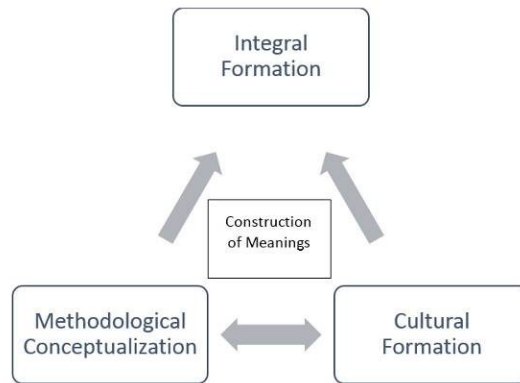 Integral
Formation
Construction
of Meanings
Methodological
Conceptualization
Cultural
Formation